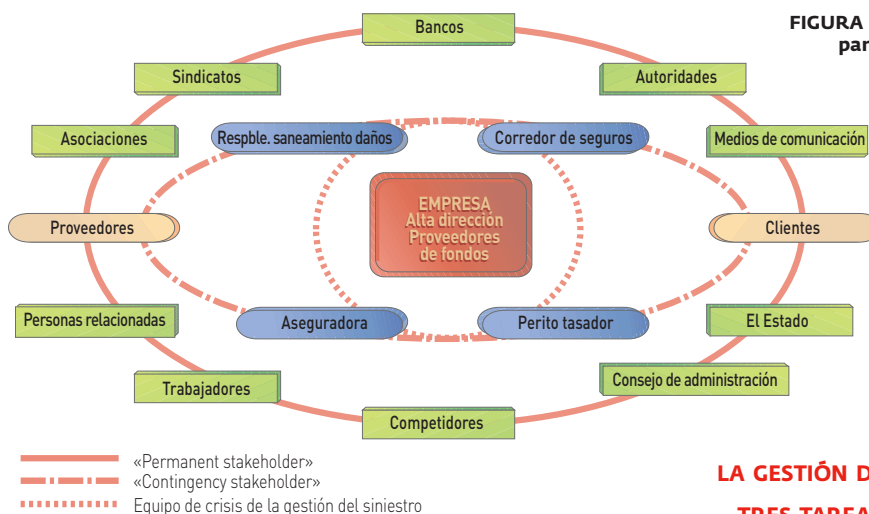 FIGURA
par
Bancos
Sindicatos
Autoridades
Asociaciones
Respble. saneamiento daños
Corredor de seguros
Medios de comunicación
EMPRESA
Alta dirección
Proveedores
de fondos
Proveedores
Clientes
Personas relacionadas
Aseguradora
Perito tasador
El Estado
Trabajadores
Consejo de administración
Competidores
«Permanent stakeholder»
«Contingency stakeholder»
Equipo de crisis de la gestión del siniestro
LA GESTIÓN D
TRES TAREA